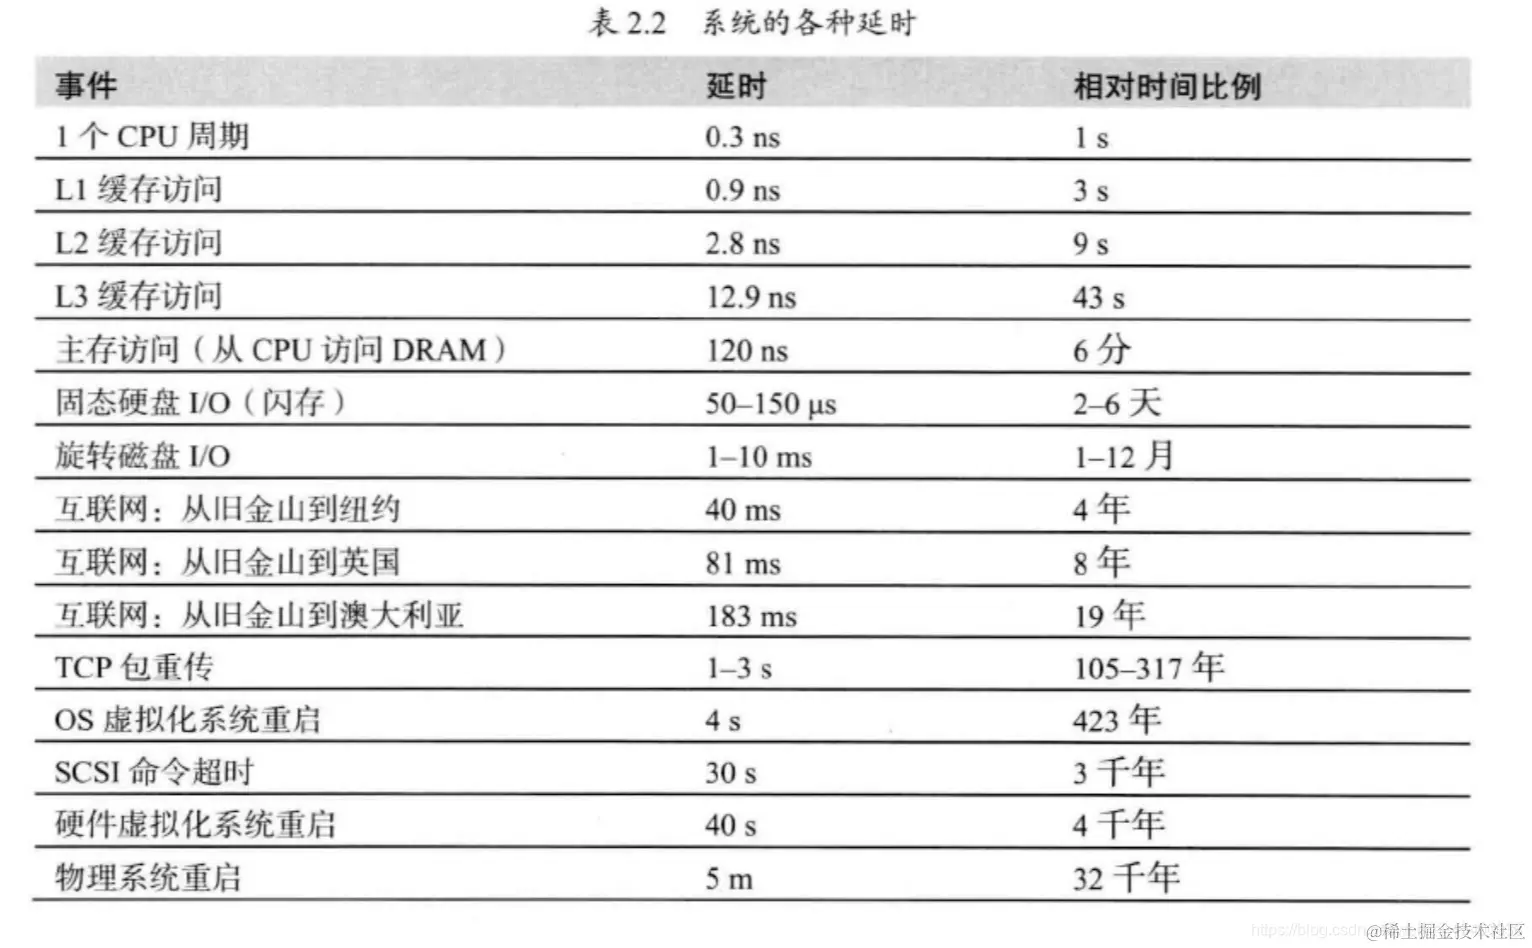 表 2.2 系统的各种延时
事件 延时 相对时间比例
1 个 CPU 周期 0.3 ns 1 s
L1 缓存访问 0.9 ns 3 s
L2 缓存访问 2.8 ns 9 s
L3 缓存访问 12.9 ns 43 s
主存访问（从 CPU 访问 DRAM） 120 ns 6 分
固态硬盘 I/O（闪存） 50–150 μs 2–6 天
旋转磁盘 I/O 1–10 ms 1–12 月
互联网：从旧金山到纽约 40 ms 4 年
互联网：从旧金山到英国 81 ms 8 年
互联网：从旧金山到澳大利亚 183 ms 19 年
TCP 包重传 1–3 s 105–317 年
OS 虚拟化系统重启 4 s 423 年
SCSI 命令超时 30 s 3 千年
硬件虚拟化系统重启 40 s 4 千年
物理系统重启 5 m 32 千年
https://blog.csdn @稀土掘金技术社区